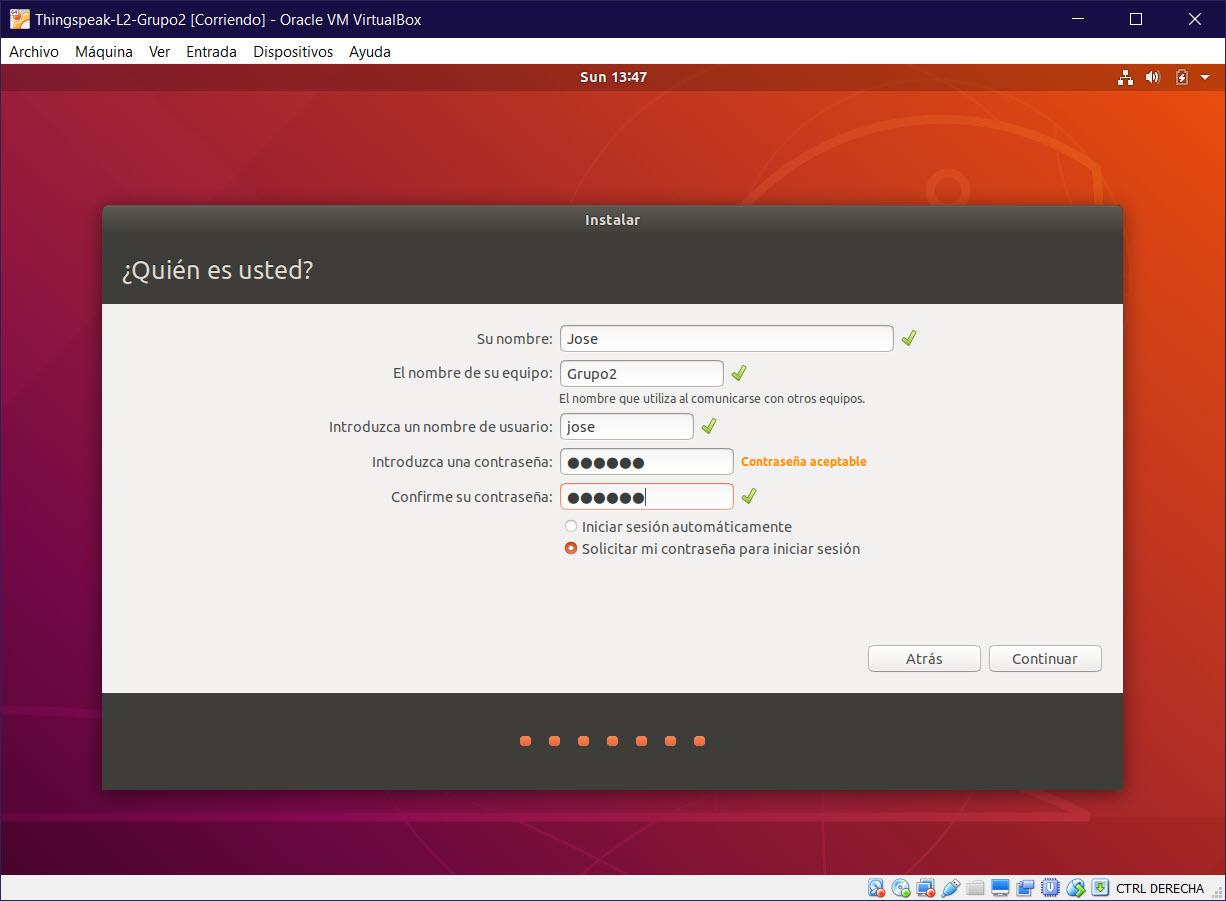 Thingspeak-L2-Grupo2 [Corriendo] - Oracle VM VirtualBox
Archivo Máquina Ver Entrada Dispositivos Ayuda
Sun 13:47
Instalar
¿Quién es usted?
Su nombre: Jose
El nombre de su equipo: Grupo2
El nombre que utiliza al comunicarse con otros equipos.
Introduzca un nombre de usuario: jose
Introduzca una contraseña: ●●●●●● Contraseña aceptable
Confirme su contraseña: ●●●●●●
Iniciar sesión automáticamente
Solicitar mi contraseña para iniciar sesión
Atrás Continuar
CTRL DERECHA